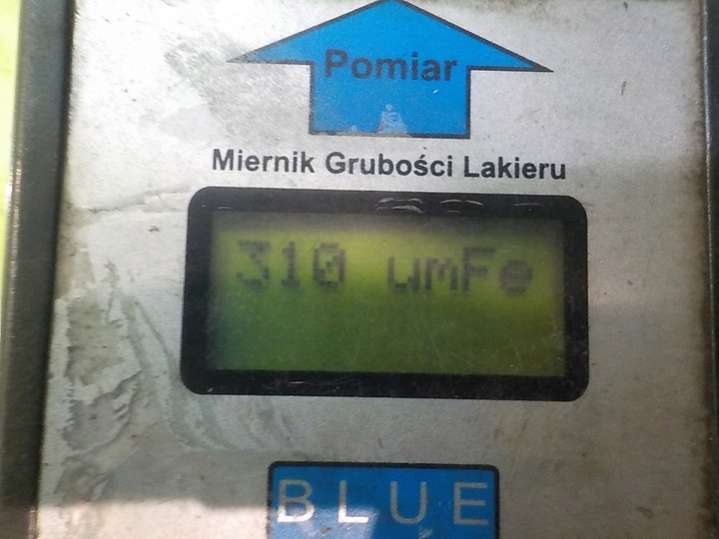 Pomiar
Miernik Grubości Lakieru
310 umFe
BLUE